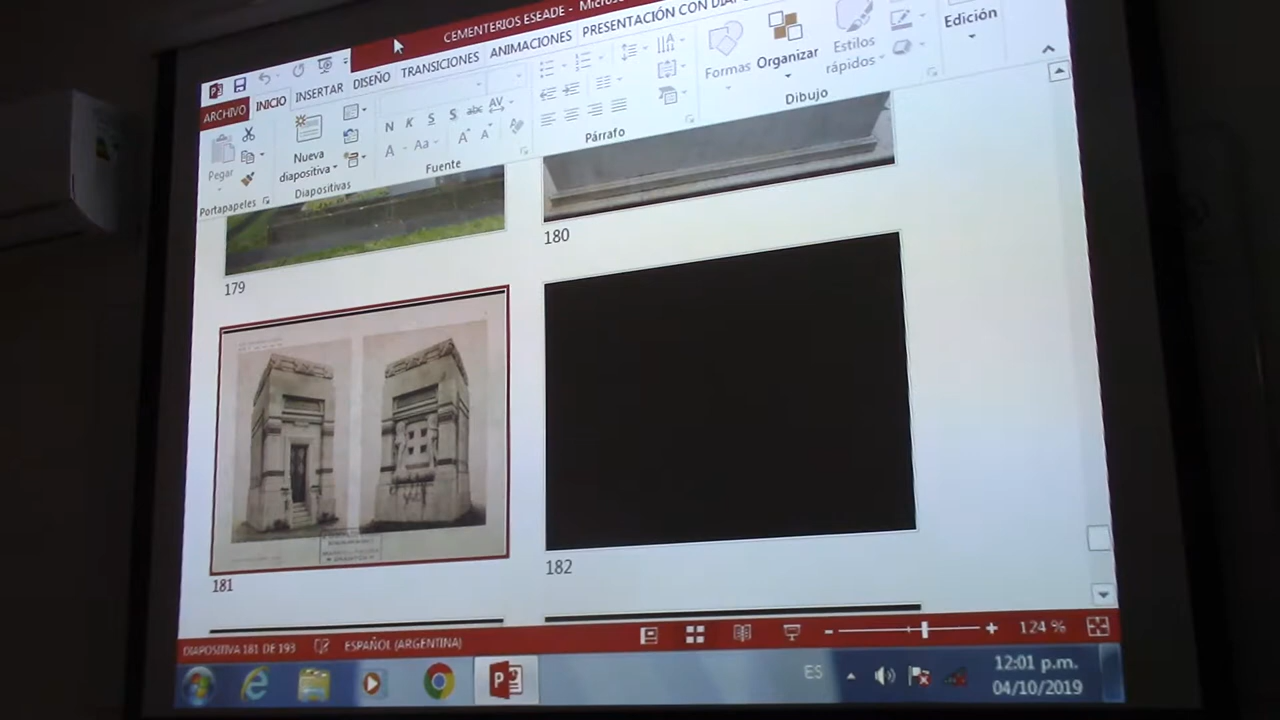 CEMENTERIOS ESEADE -
ARCHIVO INICIO INSERTAR DISEÑO TRANSICIONES ANIMACIONES PRESENTACIÓN CON
Pegar
Nueva
diapositiva
Formas
Organizar
Estilos
rápidos
Edición
N K S S abc AV
A Aa A A
Portapapeles
Diapositivas
Fuente
Párrafo
Dibujo
179
180
181
182
DIAPOSITIVA 181 DE 193 ESPAÑOL (ARGENTINA)
124 %
ES
12:01 p.m.
04/10/2019